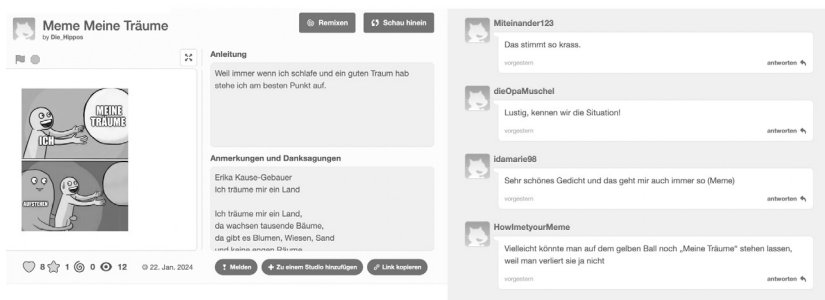 Meme Meine Träume
by Die_Hippos
Remixen
Schau hinein
MEINE
TRÄUME
ICH
AUFSTEHEN
Anleitung
Weil immer wenn ich schlafe und ein guten Traum hab
stehe ich am besten Punkt auf.
Anmerkungen und Danksagungen
Erika Kause-Gebauer
Ich träume mir ein Land
Ich träume mir ein Land,
da wachsen tausende Bäume,
da gibt es Blumen, Wiesen, Sand
und keine engen Räume
8 1 0 12
© 22. Jan. 2024
Melden
Zu einem Studio hinzufügen
Link kopieren
Miteinander123
Das stimmt so krass.
vorgestern
antworten
dieOpaMuschel
Lustig, kennen wir die Situation!
vorgestern
antworten
idamarie98
Sehr schönes Gedicht und das geht mir auch immer so (Meme)
vorgestern
antworten
HowImetyourMeme
Vielleicht könnte man auf dem gelben Ball noch „Meine Träume“ stehen lassen,
weil man verliert sie ja nicht
vorgestern
antworten